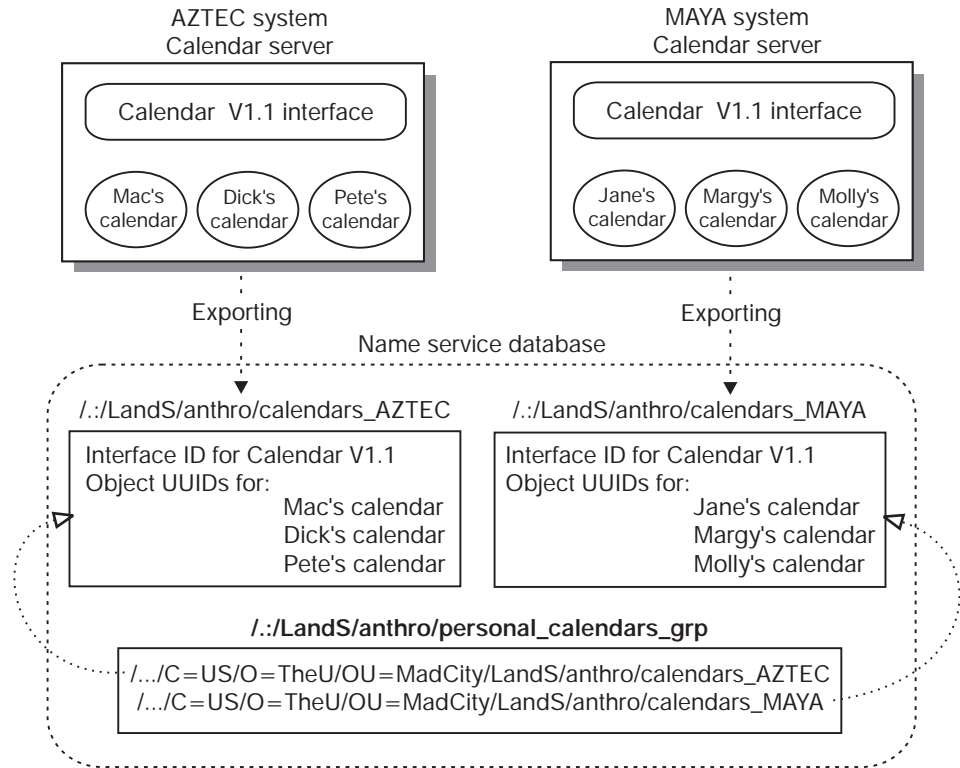 AZTEC system
Calendar server
Calendar V1.1 interface
Mac's
calendar
Dick's
calendar
Pete's
calendar
MAYA system
Calendar server
Calendar V1.1 interface
Jane's
calendar
Margy's
calendar
Molly's
calendar
Exporting
Exporting
Name service database
/.:/LandS/anthro/calendars_AZTEC
Interface ID for Calendar V1.1
Object UUIDs for:
Mac's calendar
Dick's calendar
Pete's calendar
/.:/LandS/anthro/calendars_MAYA
Interface ID for Calendar V1.1
Object UUIDs for:
Jane's calendar
Margy's calendar
Molly's calendar
/.:/LandS/anthro/personal_calendars_grp
/.../C=US/O=TheU/OU=MadCity/LandS/anthro/calendars_AZTEC
/.../C=US/O=TheU/OU=MadCity/LandS/anthro/calendars_MAYA